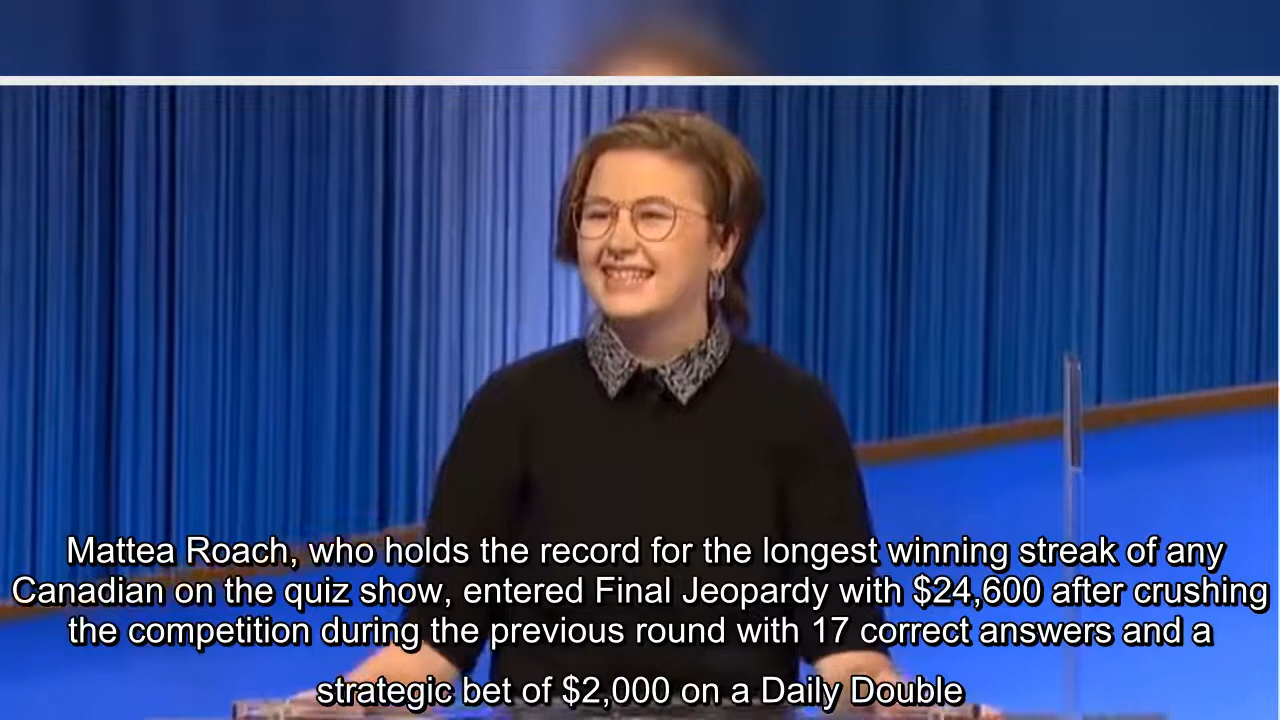 Mattea Roach, who holds the record for the longest winning streak of any
Canadian on the quiz show, entered Final Jeopardy with $24,600 after crushing
the competition during the previous round with 17 correct answers and a
strategic bet of $2,000 on a Daily Double